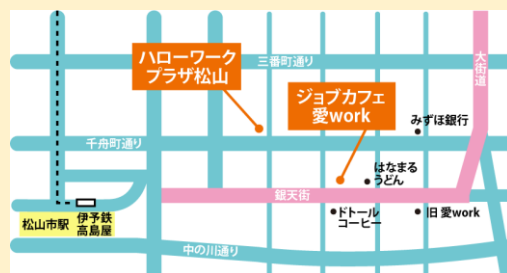 ハローワーク
プラザ松山
三番町通り
大街道
ジョブカフェ
愛work
みずほ銀行
千舟町通り
はなまる
うどん
銀天街
松山市駅
伊予鉄
高島屋
ドトール
コーヒー
旧 愛work
中の川通り